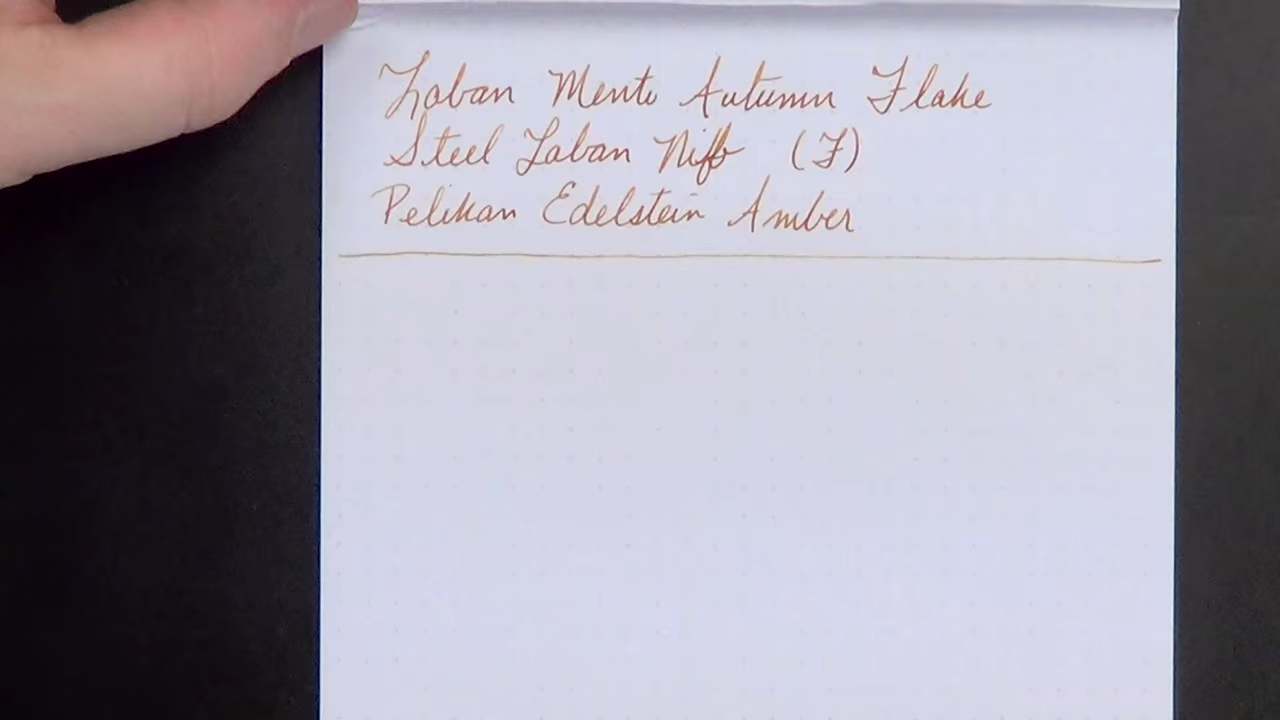 Laban Mento Autumn Flake
Steel Laban Nib (F)
Pelikan Edelstein Amber